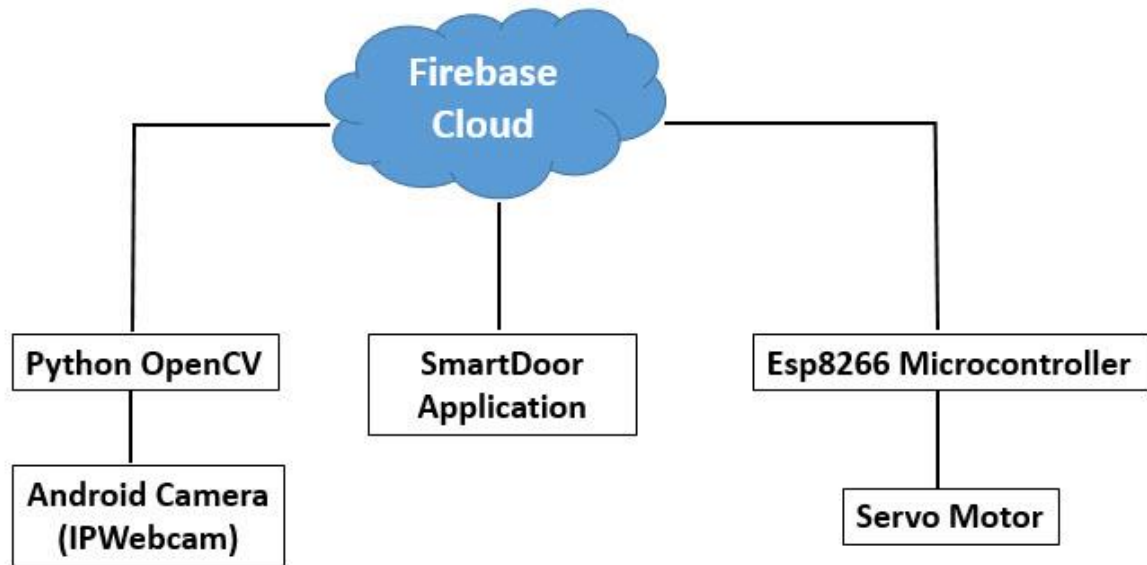 Firebase
Cloud
Python OpenCV
SmartDoor
Application
Esp8266 Microcontroller
Android Camera
(IPWebcam)
Servo Motor